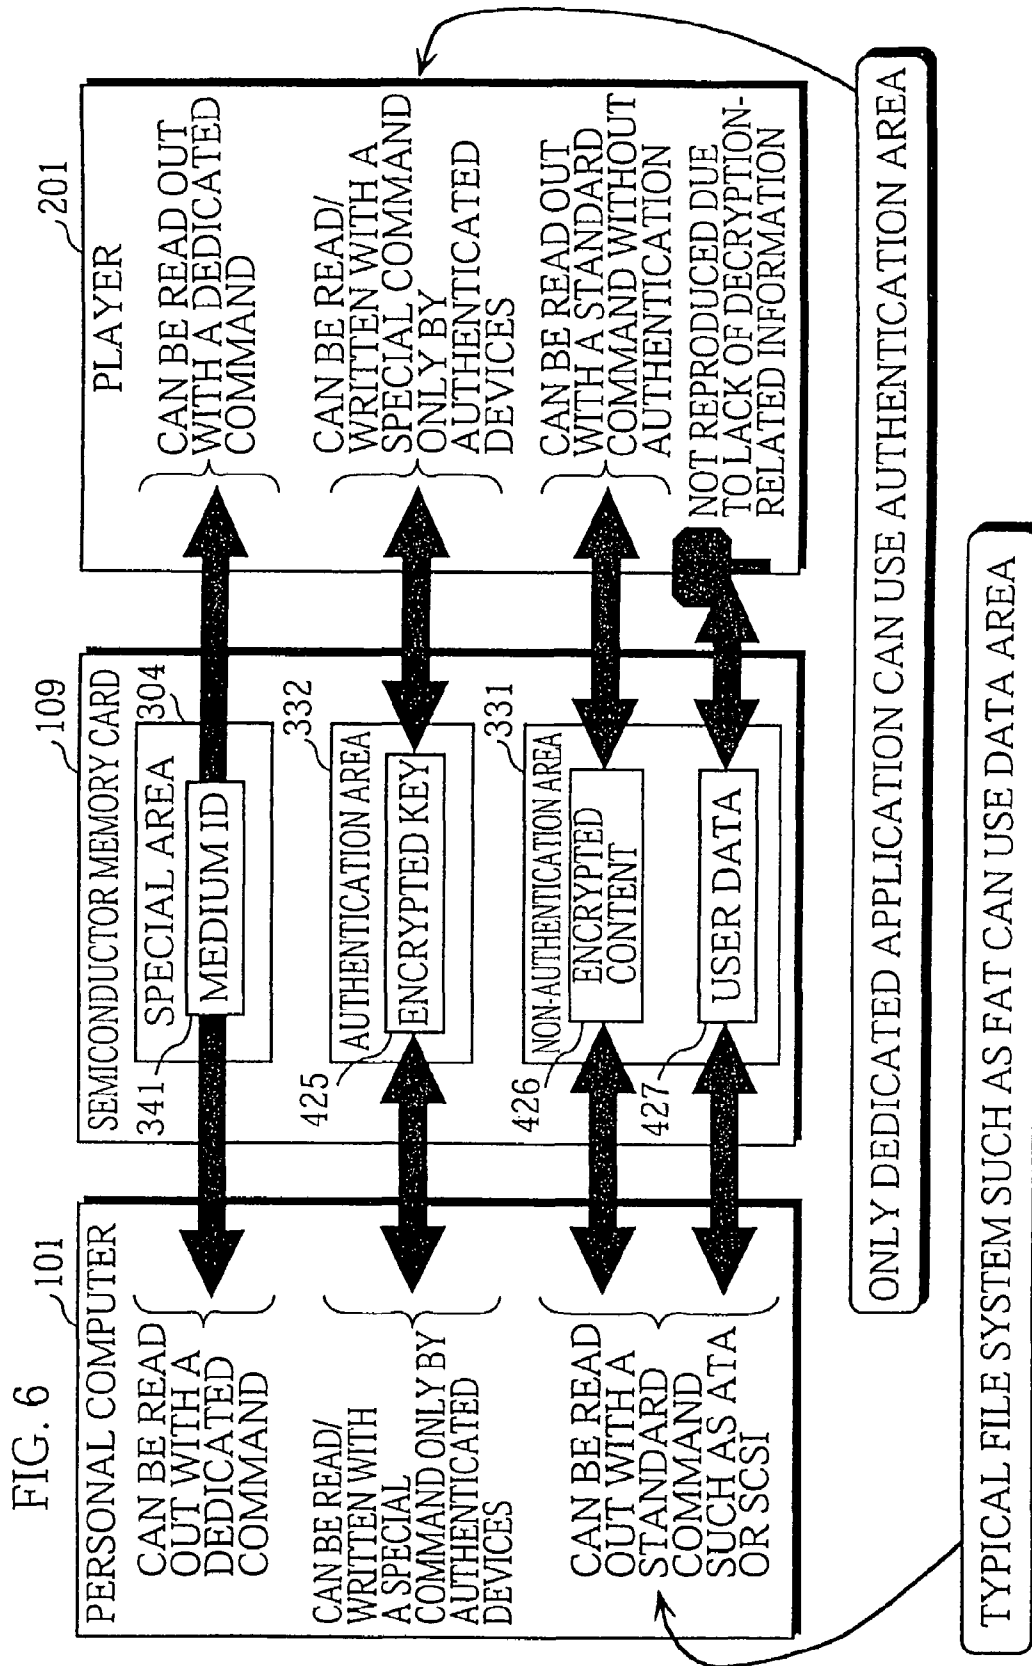 FIG. 6
PERSONAL COMPUTER
101
CAN BE READ
OUT WITH A
DEDICATED
COMMAND
CAN BE READ/
WRITTEN WITH
A SPECIAL
COMMAND ONLY BY
AUTHENTICATED
DEVICES
CAN BE READ
OUT WITH A
STANDARD
COMMAND
SUCH AS ATA
OR SCSI
SEMICONDUCTOR MEMORY CARD
109
SPECIAL AREA
304
341
MEDIUM ID
332
AUTHENTICATION AREA
425
ENCRYPTED KEY
331
NON-AUTHENTICATION AREA
426
ENCRYPTED
CONTENT
427
USER DATA
201
PLAYER
CAN BE READ OUT
WITH A DEDICATED
COMMAND
CAN BE READ/
WRITTEN WITH A
SPECIAL COMMAND
ONLY BY
AUTHENTICATED
DEVICES
CAN BE READ OUT
WITH A STANDARD
COMMAND WITHOUT
AUTHENTICATION
NOT REPRODUCED DUE
TO LACK OF DECRYPTION-
RELATED INFORMATION
ONLY DEDICATED APPLICATION CAN USE AUTHENTICATION AREA
TYPICAL FILE SYSTEM SUCH AS FAT CAN USE DATA AREA